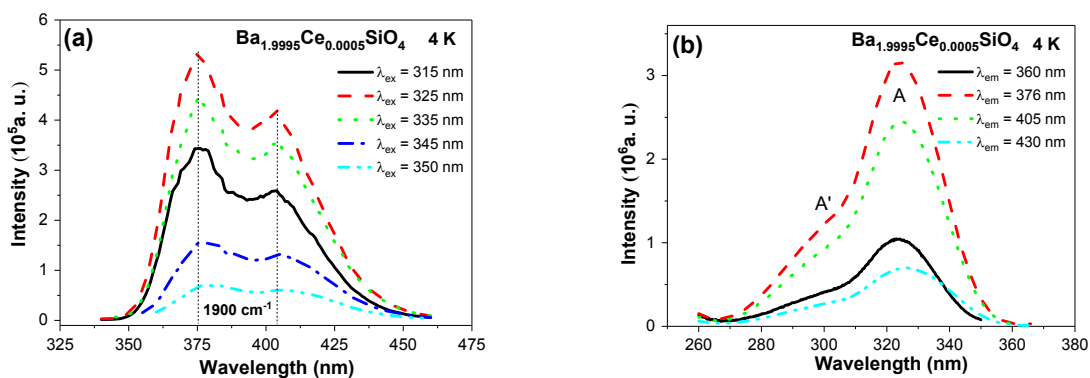 (a)
Ba1.9995Ce0.0005SiO4 4 K
λex = 315 nm
λex = 325 nm
λex = 335 nm
λex = 345 nm
λex = 350 nm
1900 cm-1
Intensity (10^5a. u.)
6
5
4
3
2
1
0
325 350 375 400 425 450 475
Wavelength (nm)
(b)
Ba1.9995Ce0.0005SiO4 4 K
λem = 360 nm
λem = 376 nm
λem = 405 nm
λem = 430 nm
A
A'
Intensity (10^6a. u.)
3
2
1
0
260 280 300 320 340 360 380
Wavelength (nm)